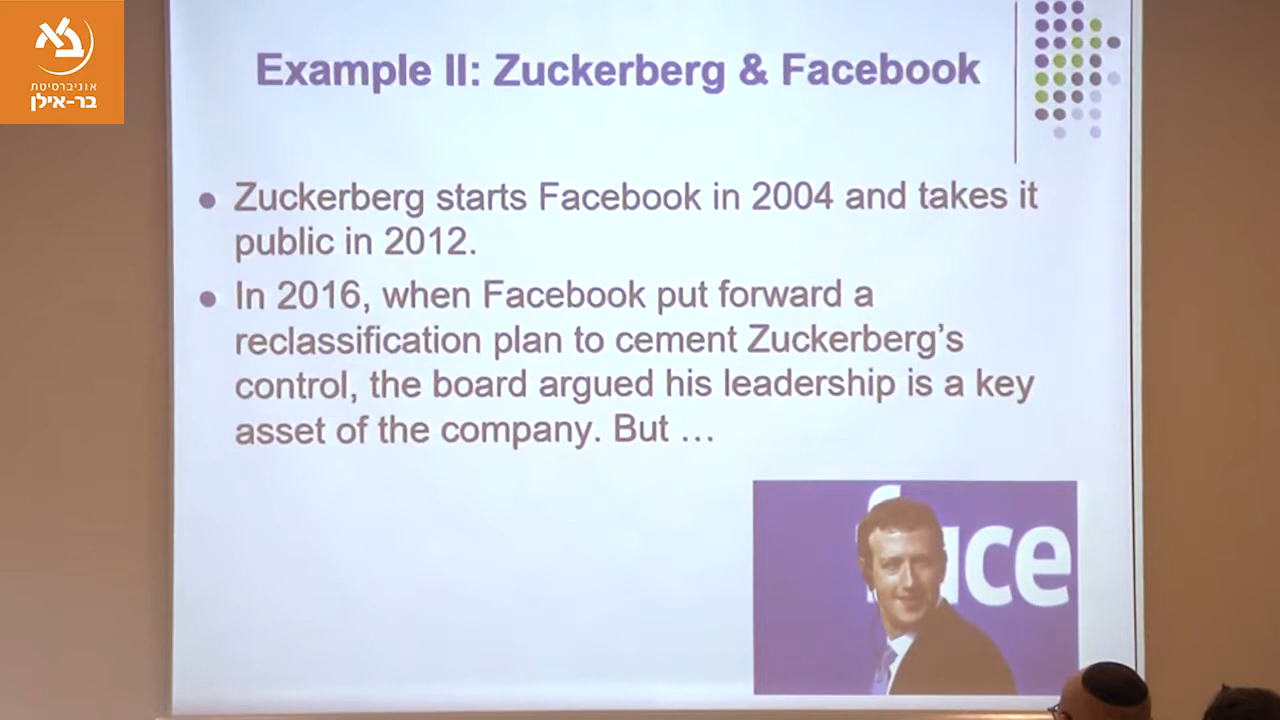 בא
אוניברסיטת
בר-אילן
Example II: Zuckerberg & Facebook
Zuckerberg starts Facebook in 2004 and takes it
public in 2012.
In 2016, when Facebook put forward a
reclassification plan to cement Zuckerberg's
control, the board argued his leadership is a key
asset of the company. But …
face